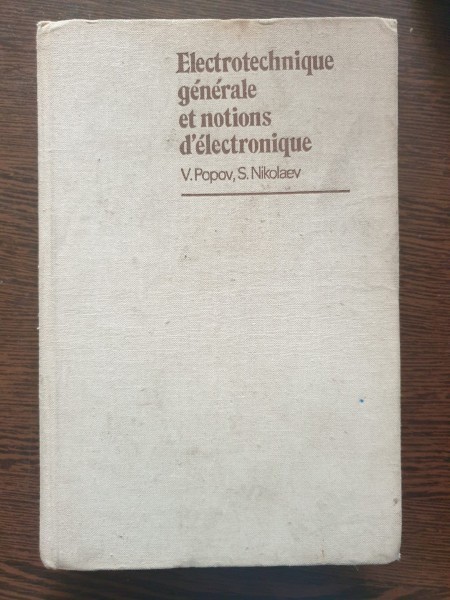 Electrotechnique
générale
et notions
d'électronique
V. Popov, S. Nikolaev